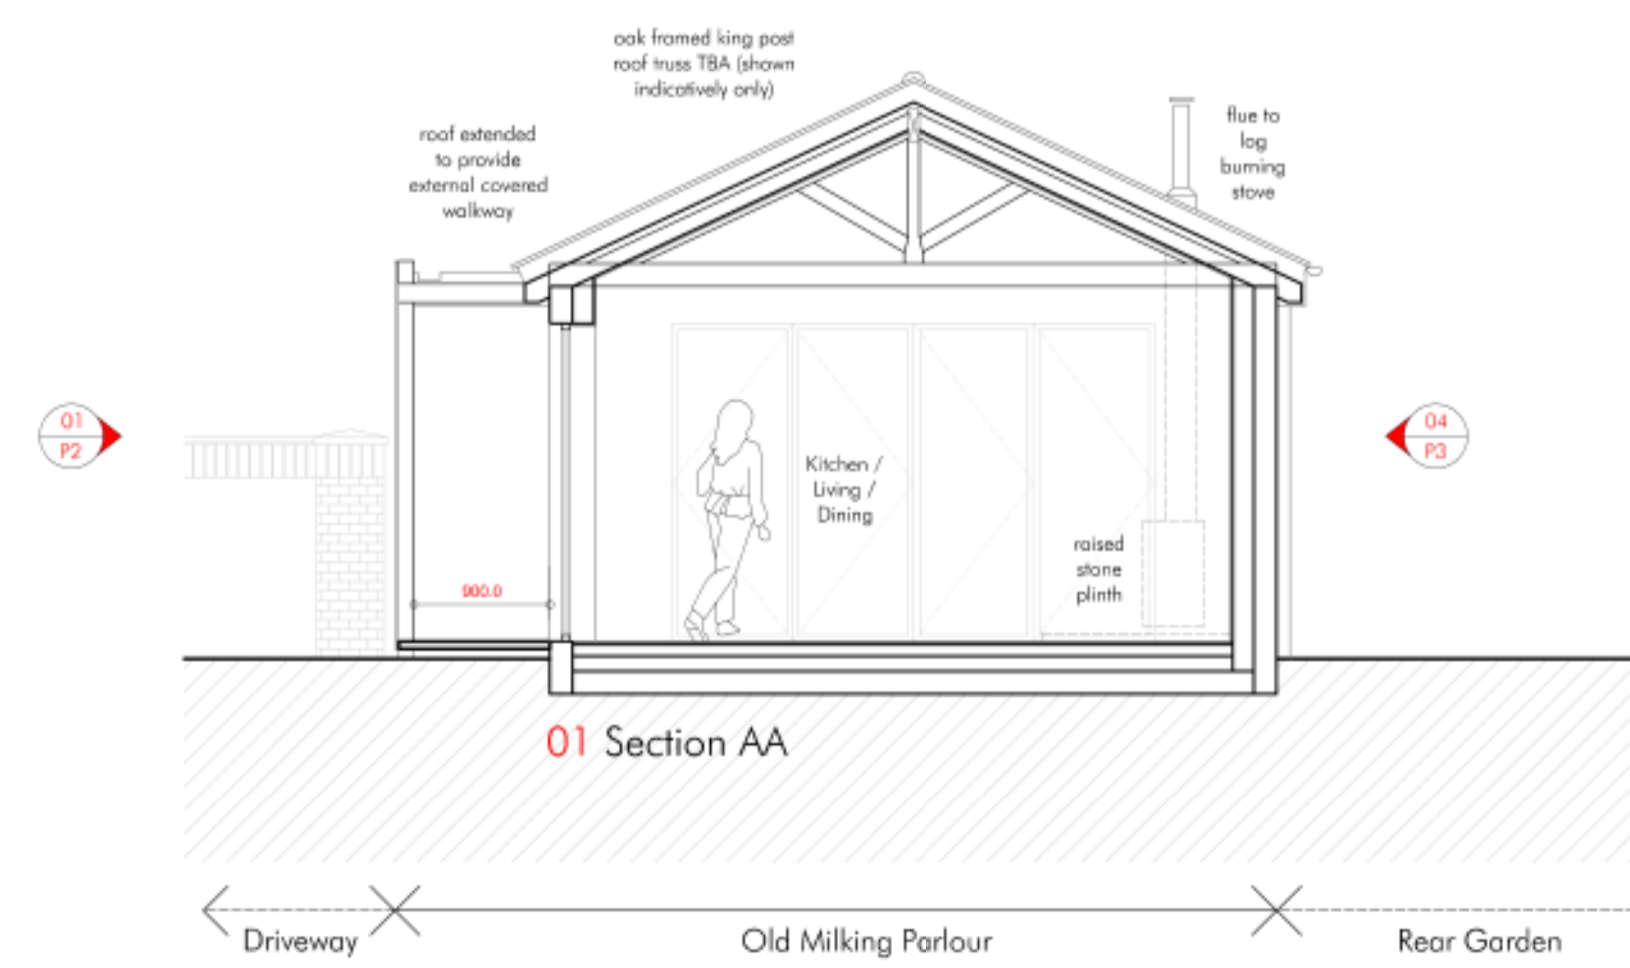 oak framed king post
roof truss TBA (shown
indicatively only)
roof extended
to provide
external covered
walkway
flue to
log
burning
stove
01
P2
04
P3
Kitchen /
Living /
Dining
raised
stone
plinth
900.0
01 Section AA
Driveway
Old Milking Parlour
Rear Garden